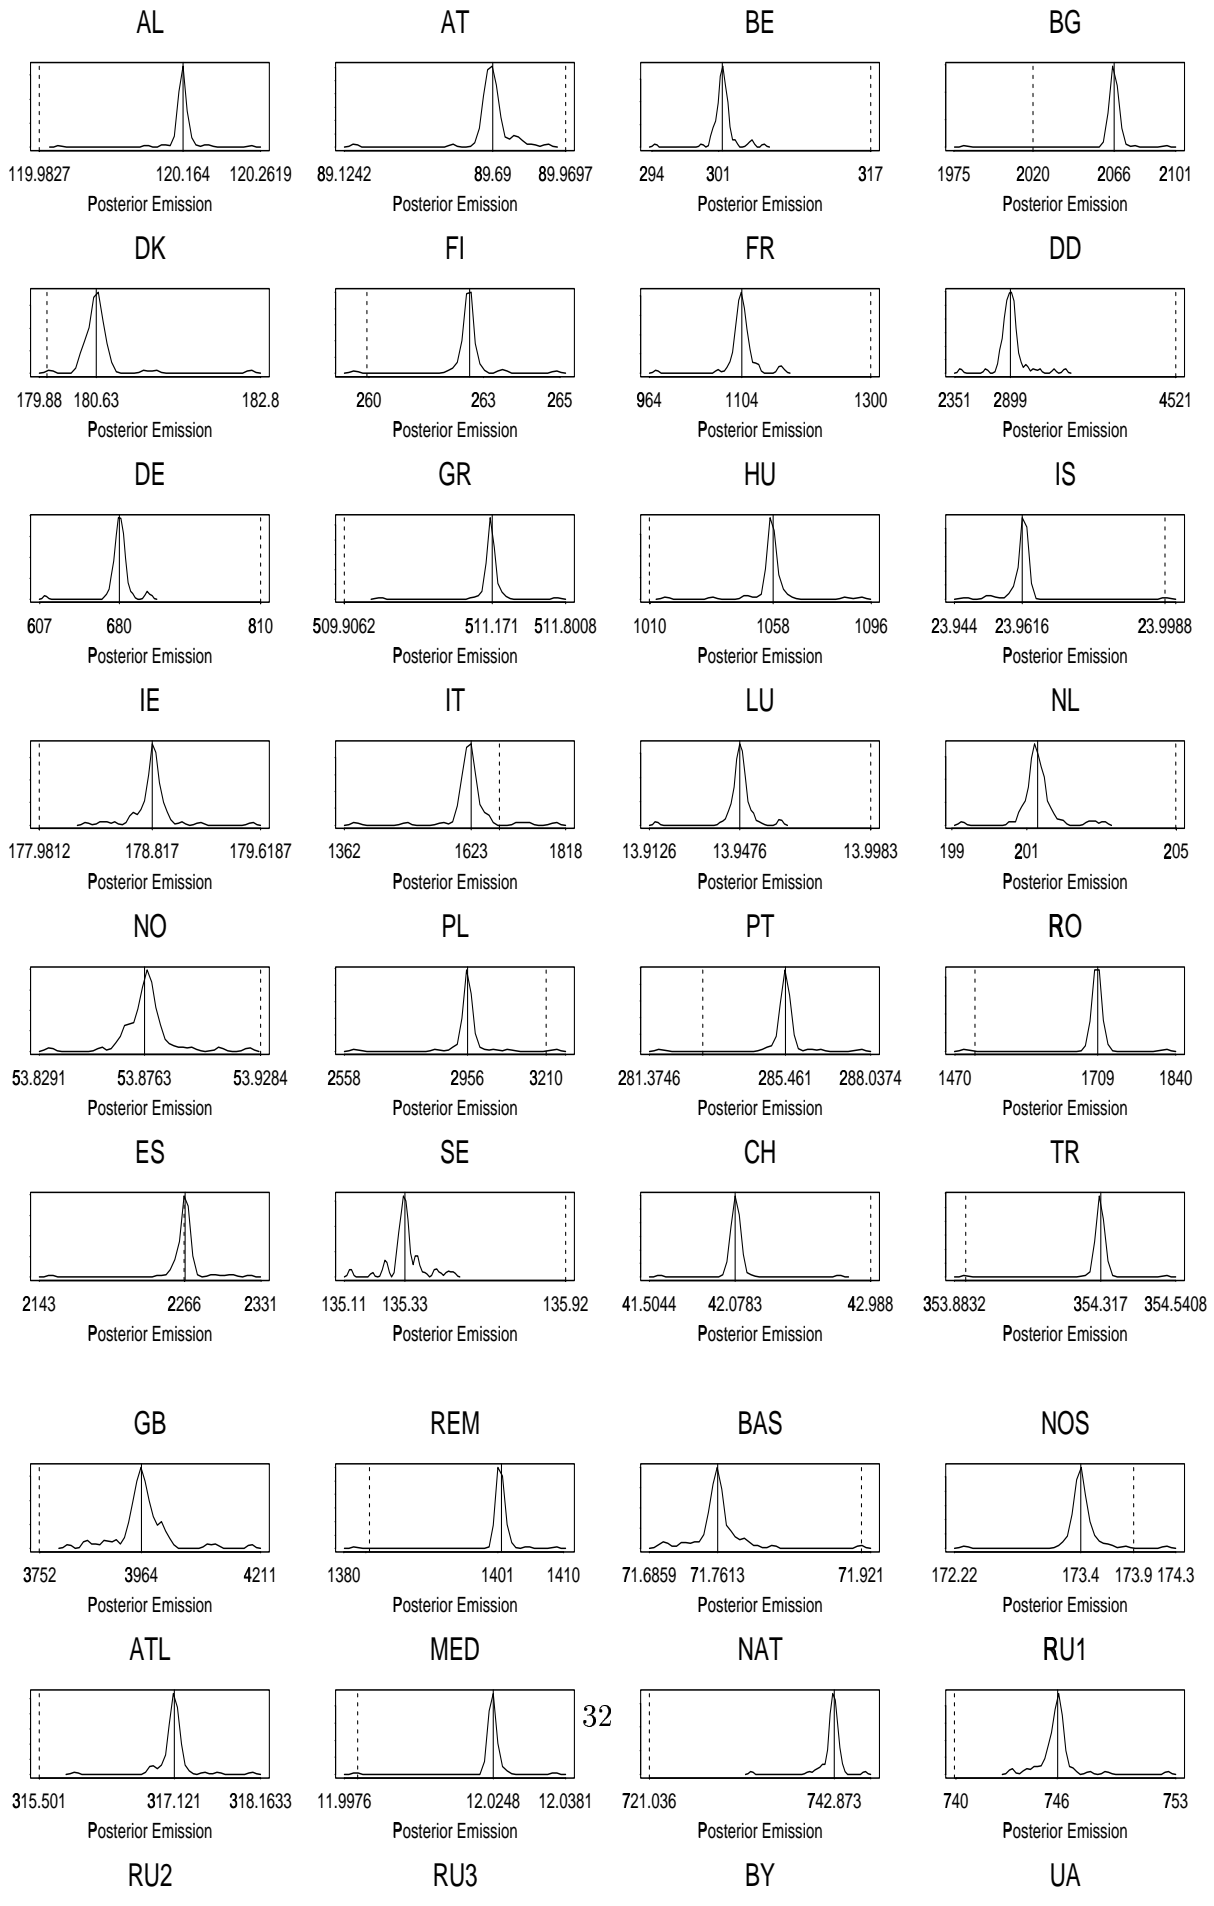 AL AT BE BG
119.9827 120.164 120.2619 89.1242 89.69 89.9697 294 301 317 1975 2020 2066 2101
Posterior Emission Posterior Emission Posterior Emission Posterior Emission
DK FI FR DD
179.88 180.63 182.8 260 263 265 964 1104 1300 2351 2899 4521
Posterior Emission Posterior Emission Posterior Emission Posterior Emission
DE GR HU IS
607 680 810 509.9062 511.171 511.8008 1010 1058 1096 23.944 23.9616 23.9988
Posterior Emission Posterior Emission Posterior Emission Posterior Emission
IE IT LU NL
177.9812 178.817 179.6187 1362 1623 1818 13.9126 13.9476 13.9983 199 201 205
Posterior Emission Posterior Emission Posterior Emission Posterior Emission
NO PL PT RO
53.8291 53.8763 53.9284 2558 2956 3210 281.3746 285.461 288.0374 1470 1709 1840
Posterior Emission Posterior Emission Posterior Emission Posterior Emission
ES SE CH TR
2143 2266 2331 135.11 135.33 135.92 41.5044 42.0783 42.988 353.8832 354.317 354.5408
Posterior Emission Posterior Emission Posterior Emission Posterior Emission
GB REM BAS NOS
3752 3964 4211 1380 1401 1410 71.6859 71.7613 71.921 172.22 173.4 173.9 174.3
Posterior Emission Posterior Emission Posterior Emission Posterior Emission
ATL MED NAT RU1
32
315.501 317.121 318.1633 11.9976 12.0248 12.0381 721.036 742.873 740 746 753
Posterior Emission Posterior Emission Posterior Emission Posterior Emission
RU2 RU3 BY UA